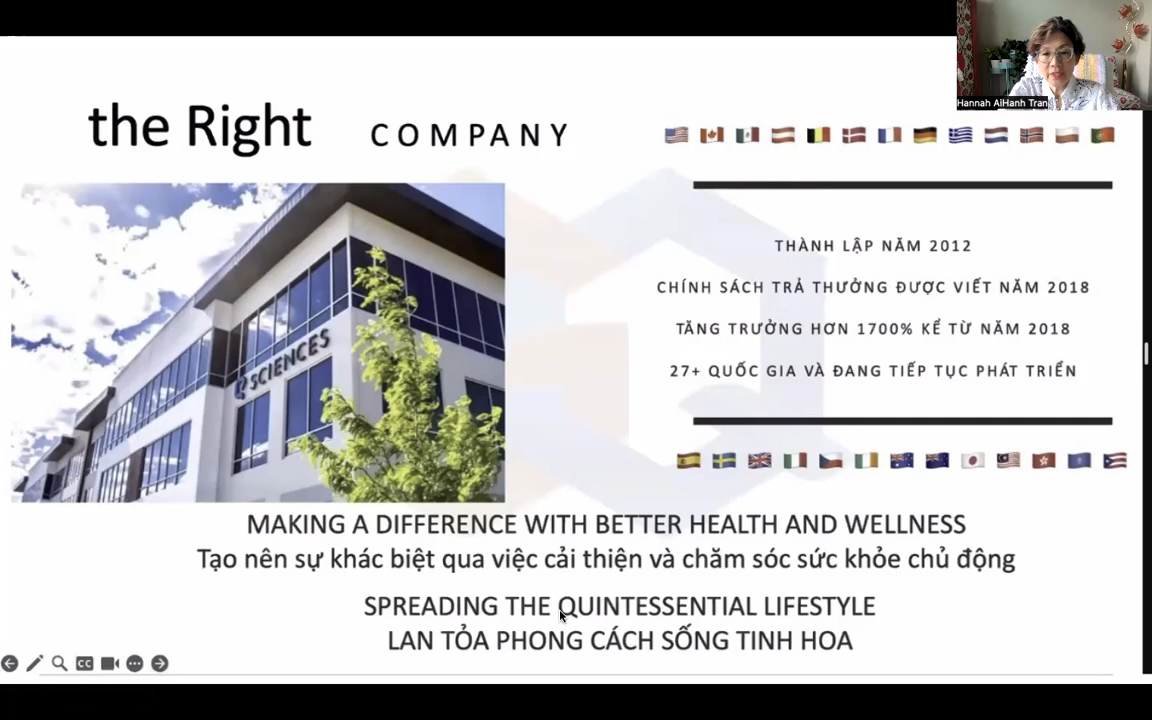 Hannah AiHanh Tran
the Right COMPANY
THÀNH LẬP NĂM 2012
CHÍNH SÁCH TRẢ THƯỞNG ĐƯỢC VIẾT NĂM 2018
TĂNG TRƯỞNG HƠN 1700% KỂ TỪ NĂM 2018
27+ QUỐC GIA VÀ ĐANG TIẾP TỤC PHÁT TRIỂN
Q SCIENCES
MAKING A DIFFERENCE WITH BETTER HEALTH AND WELLNESS
Tạo nên sự khác biệt qua việc cải thiện và chăm sóc sức khỏe chủ động
SPREADING THE QUINTESSENTIAL LIFESTYLE
LAN TỎA PHONG CÁCH SỐNG TINH HOA
CC